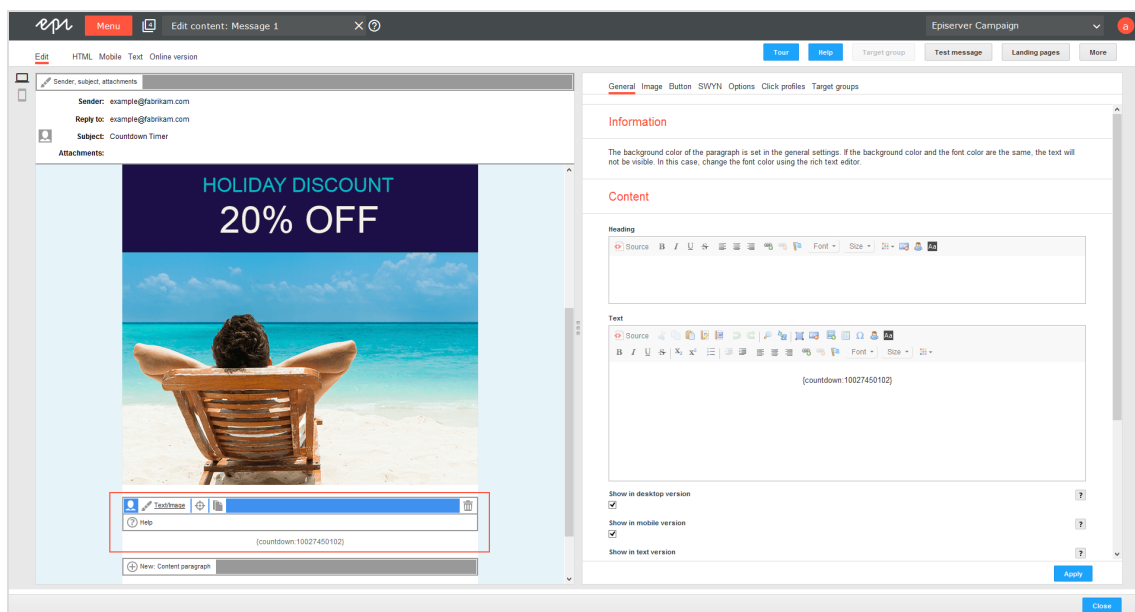 epi Menu 4 Edit content: Message 1 Episerver Campaign a
Edit HTML Mobile Text Online version Tour Help Target group Test message Landing pages More
Sender, subject, attachments
Sender: example@fabrikam.com
Reply to: example@fabrikam.com
Subject: Countdown Timer
Attachments:
HOLIDAY DISCOUNT
20% OFF
Text/Image
? Help
{countdown:10027450102}
New: Content paragraph
General Image Button SWYN Options Click profiles Target groups
Information
The background color of the paragraph is set in the general settings. If the background color and the font color are the same, the text will
not be visible. In this case, change the font color using the rich text editor.
Content
Heading
Source B I U S Font Size Aa
Text
Source Ω Aa
B I U S X₂ x² Font Size
{countdown:10027450102}
Show in desktop version ?
Show in mobile version ?
Show in text version ?
Apply
Close